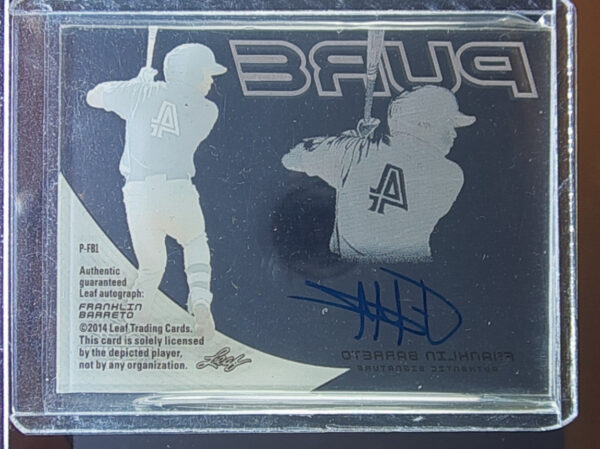 PURE
P-FB1
Authentic
guaranteed
Leaf autograph:
FRANKLIN
BARRETO
©2014 Leaf Trading Cards.
This card is solely licensed
by the depicted player,
not by any organization.
Leaf
FRANKLIN BARRETO
AUTHENTIC SIGNATURE